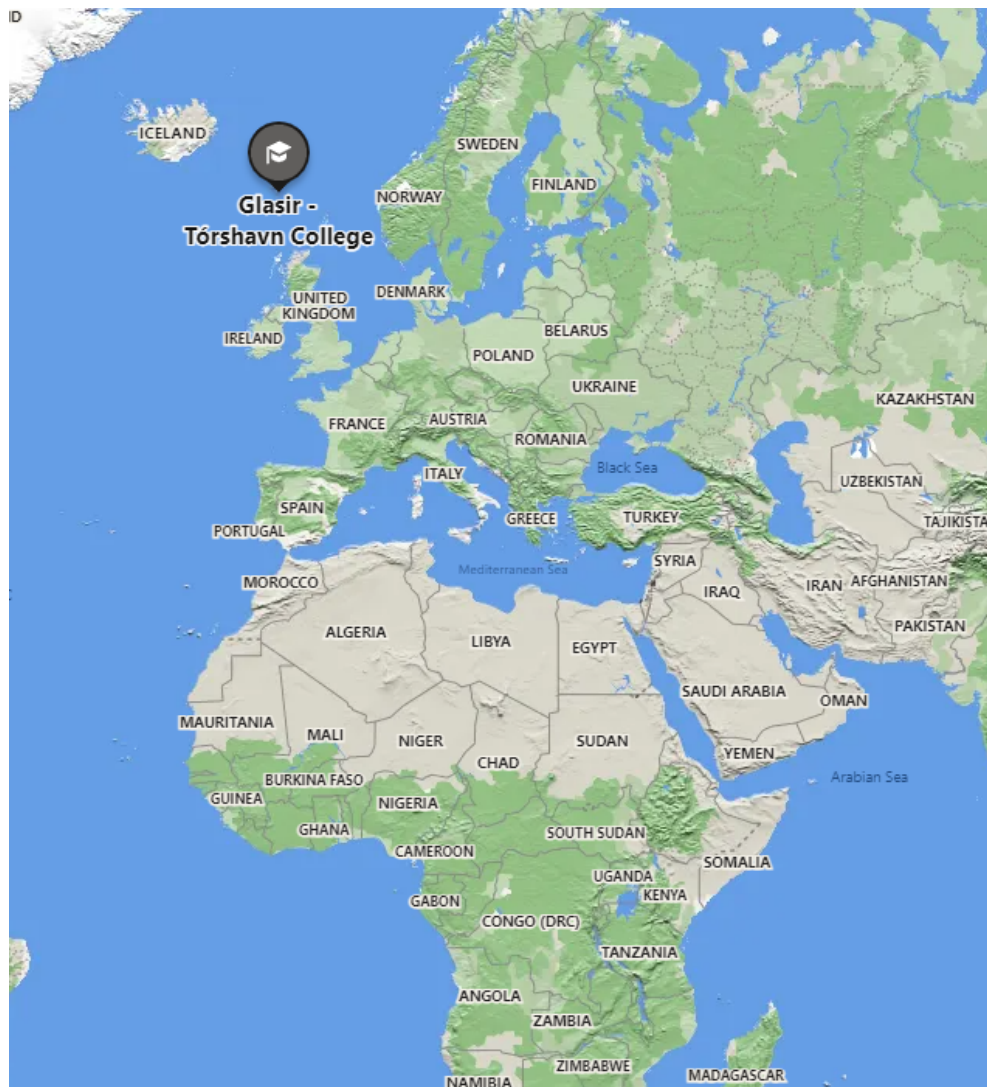 ND
ICELAND
Glasir -
Tórshavn College
SWEDEN
FINLAND
NORWAY
DENMARK
UNITED
KINGDOM
IRELAND
BELARUS
POLAND
UKRAINE
KAZAKHSTAN
FRANCE
AUSTRIA
ROMANIA
Black Sea
ITALY
UZBEKISTAN
SPAIN
PORTUGAL
GREECE
TURKEY
TAJIKISTA
Mediterranean Sea
SYRIA
MOROCCO
IRAQ
IRAN
AFGHANISTAN
PAKISTAN
ALGERIA
LIBYA
EGYPT
SAUDI ARABIA
OMAN
MAURITANIA
MALI
NIGER
SUDAN
YEMEN
CHAD
Arabian Sea
BURKINA FASO
GUINEA
NIGERIA
GHANA
SOUTH SUDAN
CAMEROON
SOMALIA
UGANDA
KENYA
GABON
CONGO (DRC)
TANZANIA
ANGOLA
ZAMBIA
ZIMBABWE
MADAGASCAR
NAMIBIA